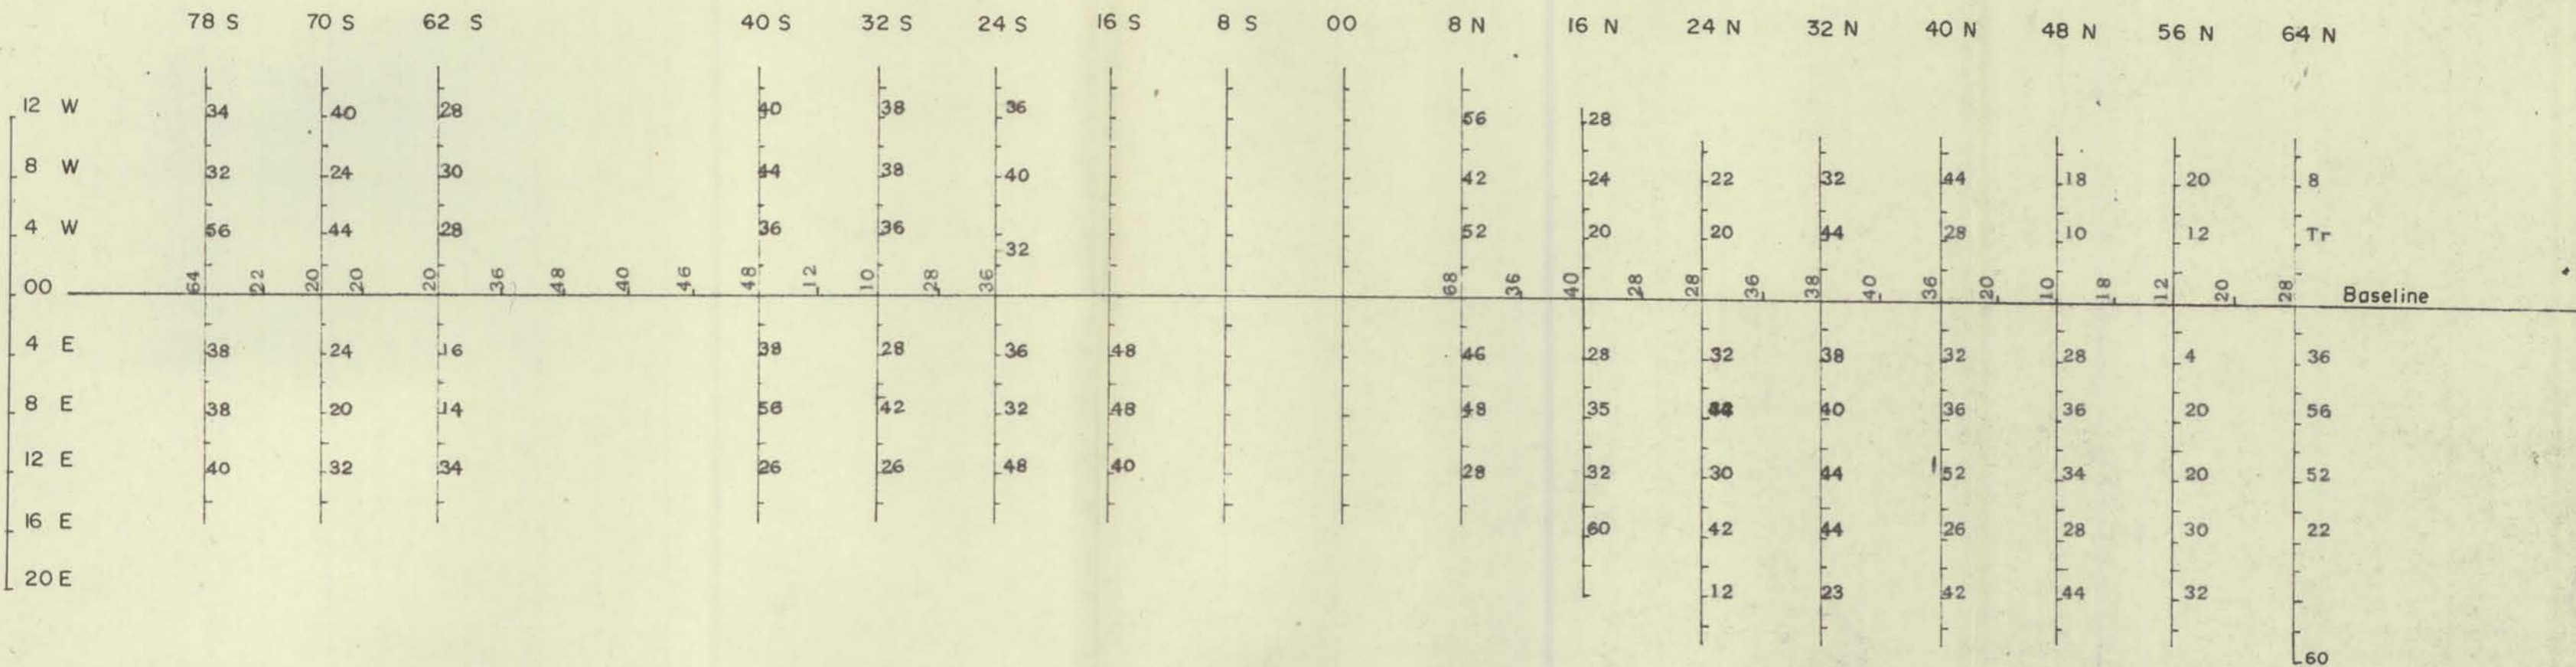 78 S 70 S 62 S 40 S 32 S 24 S 16 S 8 S 00 8 N 16 N 24 N 32 N 40 N 48 N 56 N 64 N
12 W 34 40 28 40 38 36 56 28
8 W 32 24 30 44 38 40 42 24 22 32 44 18 20 8
4 W 56 44 28 36 36 32 52 20 20 44 28 10 12 Tr
00 64 22 20 20 20 36 48 40 46 48 12 10 28 36 68 36 40 28 28 36 38 40 36 20 10 18 12 20 28 Baseline
4 E 38 24 16 38 28 36 48 46 28 32 38 32 28 4 36
8 E 38 20 14 56 42 32 48 48 35 40 36 36 20 56
12 E 40 32 34 26 26 48 40 28 32 30 44 52 34 20 52
16 E 60 42 44 26 28 30 22
20 E 12 23 42 44 32
60